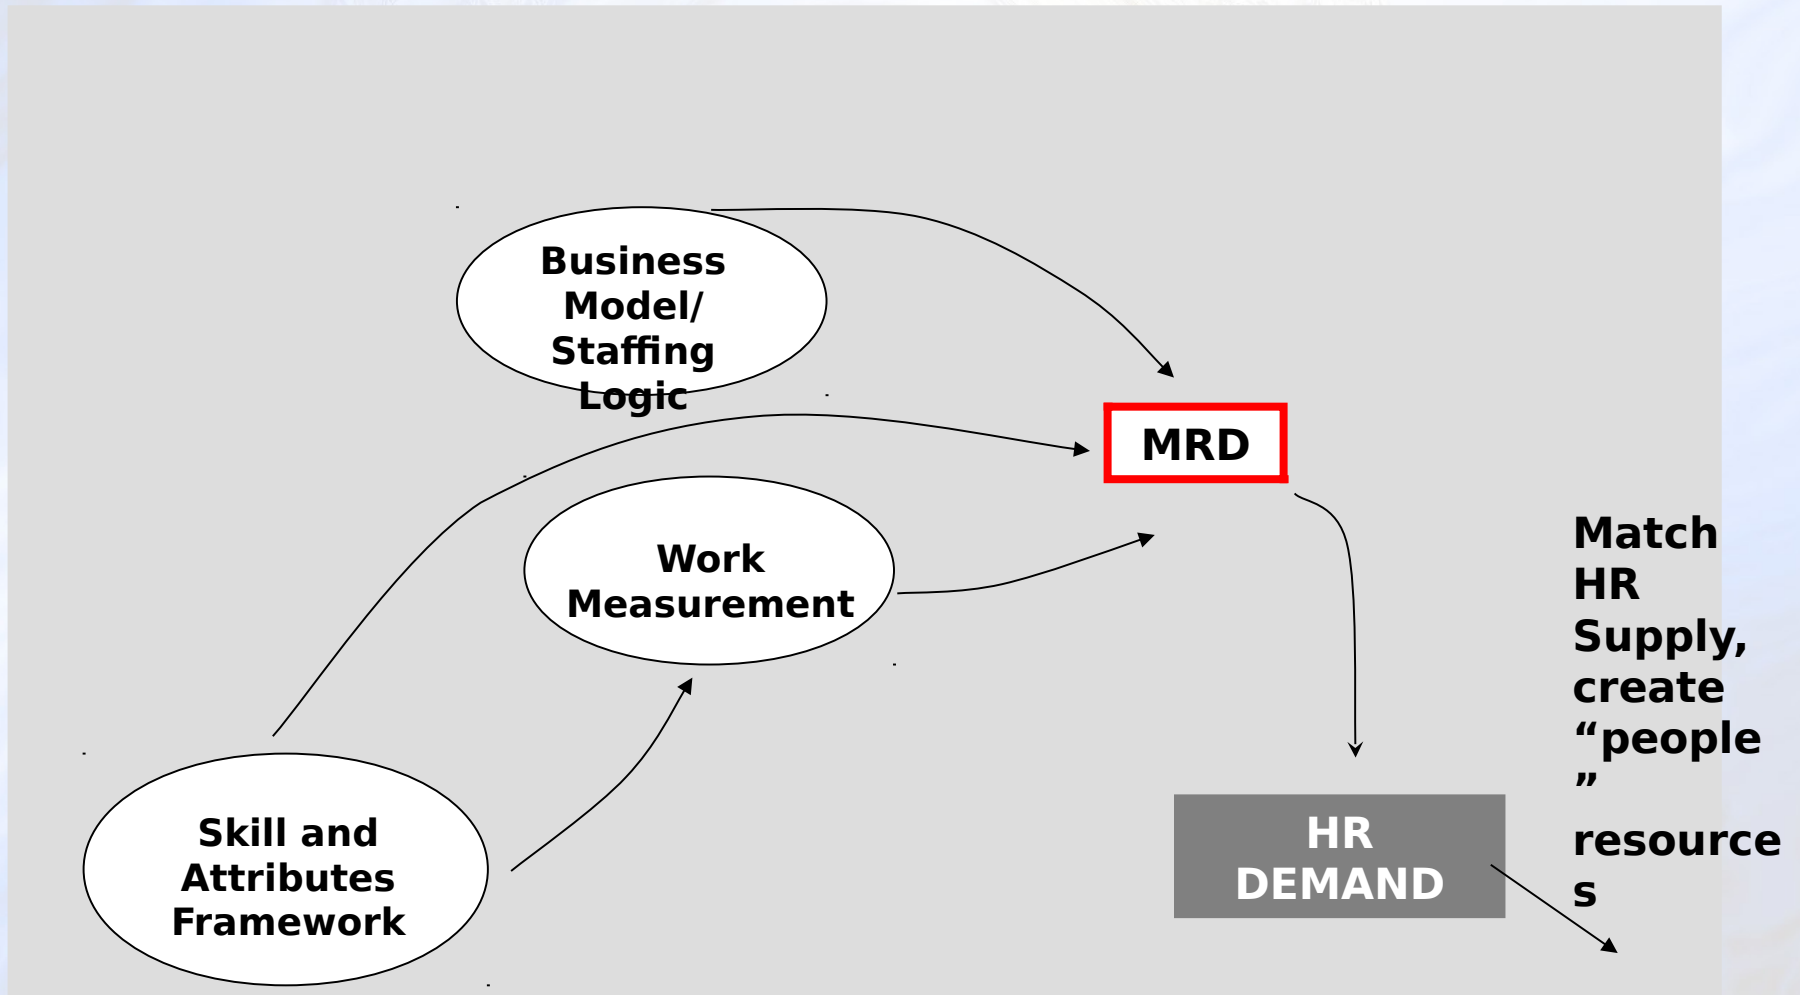 Business
Model/
Staffing
Logic
MRD
Work
Measurement
Match
HR
Supply,
create
“people
”
resource
s
Skill and
Attributes
Framework
HR
DEMAND